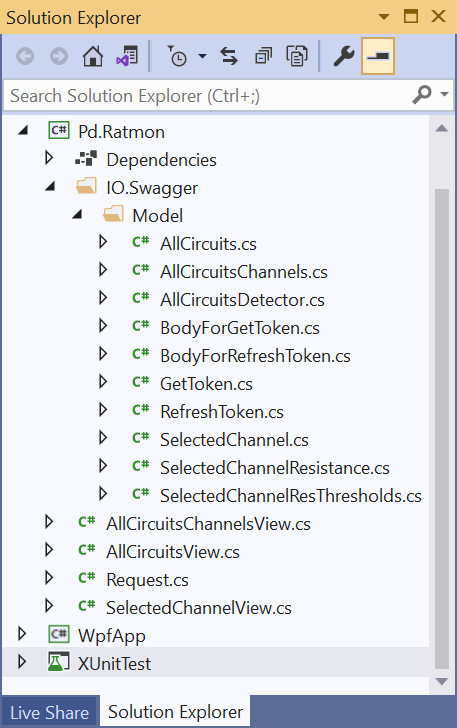 Solution Explorer
Search Solution Explorer (Ctrl+;)
C# Pd.Ratmon
Dependencies
IO.Swagger
Model
C# AllCircuits.cs
C# AllCircuitsChannels.cs
C# AllCircuitsDetector.cs
C# BodyForGetToken.cs
C# BodyForRefreshToken.cs
C# GetToken.cs
C# RefreshToken.cs
C# SelectedChannel.cs
C# SelectedChannelResistance.cs
C# SelectedChannelResThresholds.cs
C# AllCircuitsChannelsView.cs
C# AllCircuitsView.cs
C# Request.cs
C# SelectedChannelView.cs
C# WpfApp
XUnitTest
Live Share Solution Explorer